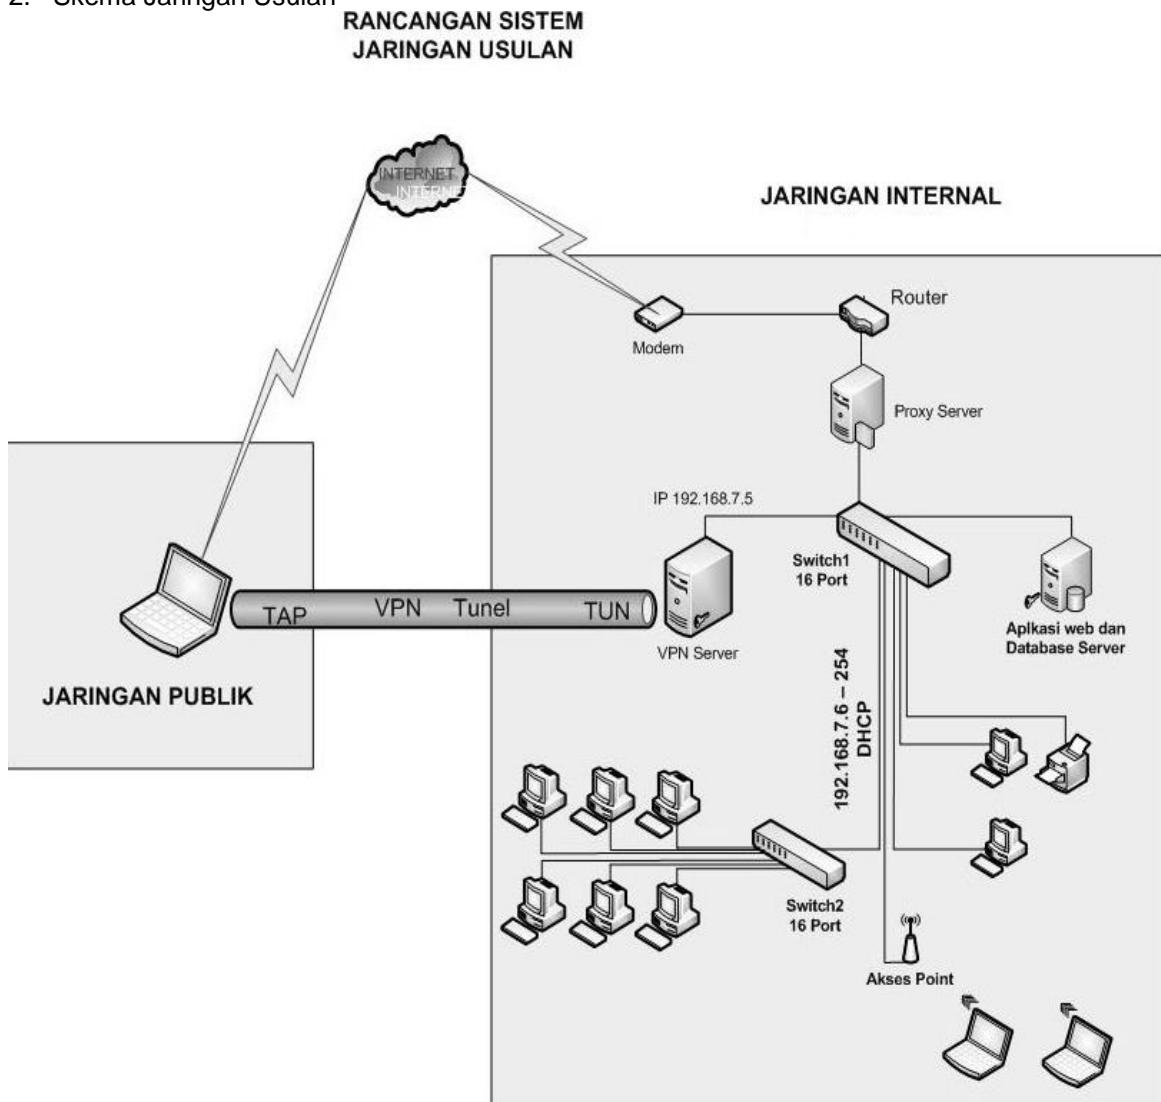 2. Skema Jaringan Usulan
RANCANGAN SISTEM
JARINGAN USULAN
INTERNET
INTERNET
JARINGAN INTERNAL
Router
Modem
Proxy Server
IP 192.168.7.5
Switch1
16 Port
TAP VPN Tunel TUN
VPN Server
Aplkasi web dan
Database Server
JARINGAN PUBLIK
192.168.7.6 – 254
DHCP
Switch2
16 Port
Akses Point